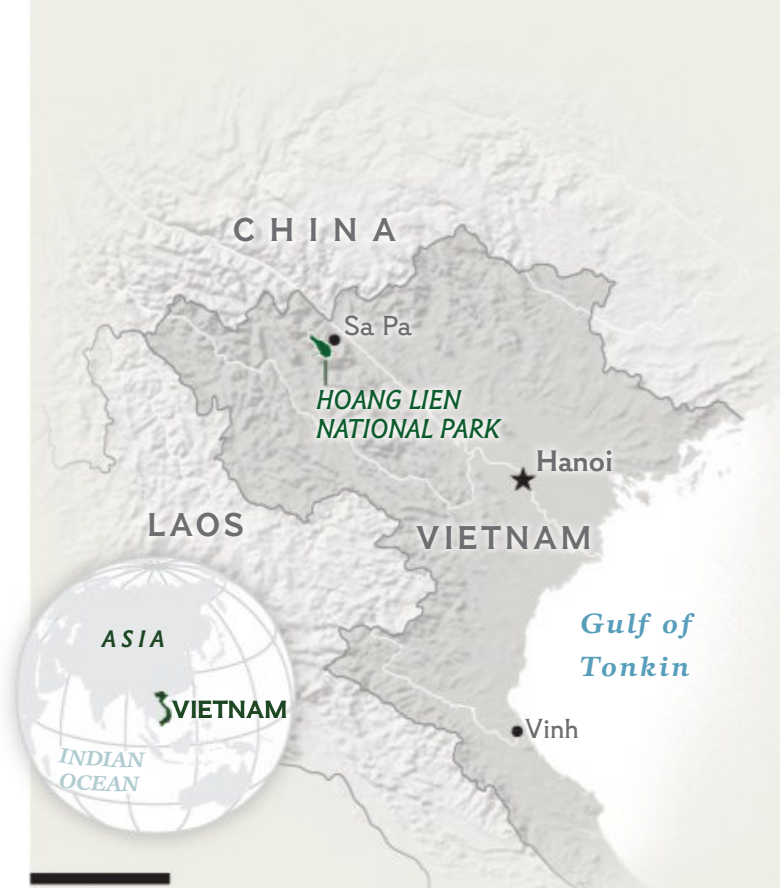 CHINA
Sa Pa
HOANG LIEN
NATIONAL PARK
Hanoi
LAOS
VIETNAM
Gulf of
Tonkin
ASIA
VIETNAM
Vinh
INDIAN
OCEAN